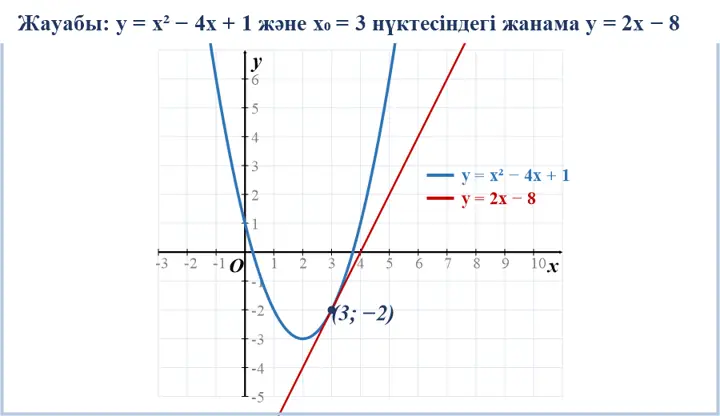 Жауабы: y = x² − 4x + 1 және x₀ = 3 нүктесіндегі жанама y = 2x − 8
y
6
5
4
3
2
1
y = x² − 4x + 1
y = 2x − 8
-3 -2 -1 O 1 2 3 4 5 6 7 8 9 10 x
-1
-2
(3; −2)
-3
-4
-5